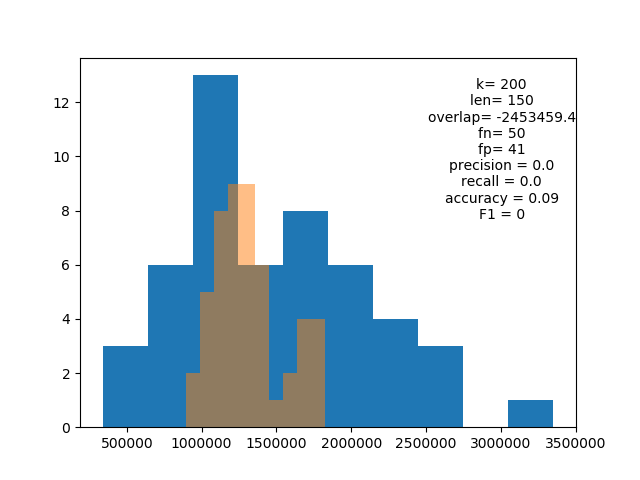 k= 200
len= 150
overlap= -2453459.4
fn= 50
fp= 41
precision = 0.0
recall = 0.0
accuracy = 0.09
F1 = 0
12
10
8
6
4
2
0
500000 1000000 1500000 2000000 2500000 3000000 3500000